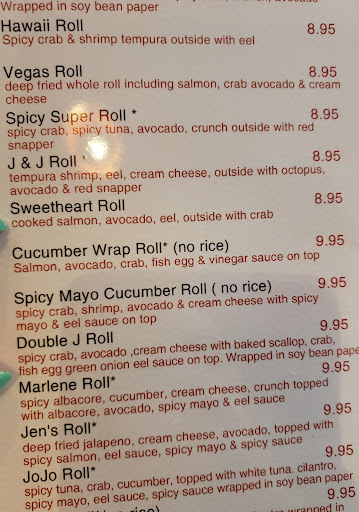 Wrapped in soy bean paper
Hawaii Roll 8.95
Spicy crab & shrimp tempura outside with eel
Vegas Roll 8.95
deep fried whole roll including salmon, crab avocado & cream
cheese
Spicy Super Roll * 8.95
spicy crab, spicy tuna, avocado, crunch outside with red
snapper
J & J Roll * 8.95
tempura shrimp, eel, cream cheese, outside with octopus,
avocado & red snapper
Sweetheart Roll 8.95
cooked salmon, avocado, eel, outside with crab
Cucumber Wrap Roll* (no rice) 9.95
Salmon, avocado, crab, fish egg & vinegar sauce on top
Spicy Mayo Cucumber Roll ( no rice) 9.95
spicy crab, shrimp, avocado & cream cheese with spicy
mayo & eel sauce on top
Double J Roll 9.95
spicy crab, avocado ,cream cheese with baked scallop, crab,
fish egg green onion eel sauce on top. Wrapped in soy bean pape
Marlene Roll* 9.95
spicy albacore, cucumber, cream cheese, crunch topped
with albacore, avocado, spicy mayo & eel sauce
Jen's Roll* 9.95
deep fried jalapeno, cream cheese, avocado, topped with
spicy salmon, eel sauce, spicy mayo & spicy sauce
JoJo Roll* 9.95
spicy tuna, crab, cucumber, topped with white tuna. cilantro,
spicy mayo, eel sauce, spicy sauce wrapped in soy bean paper
9.95